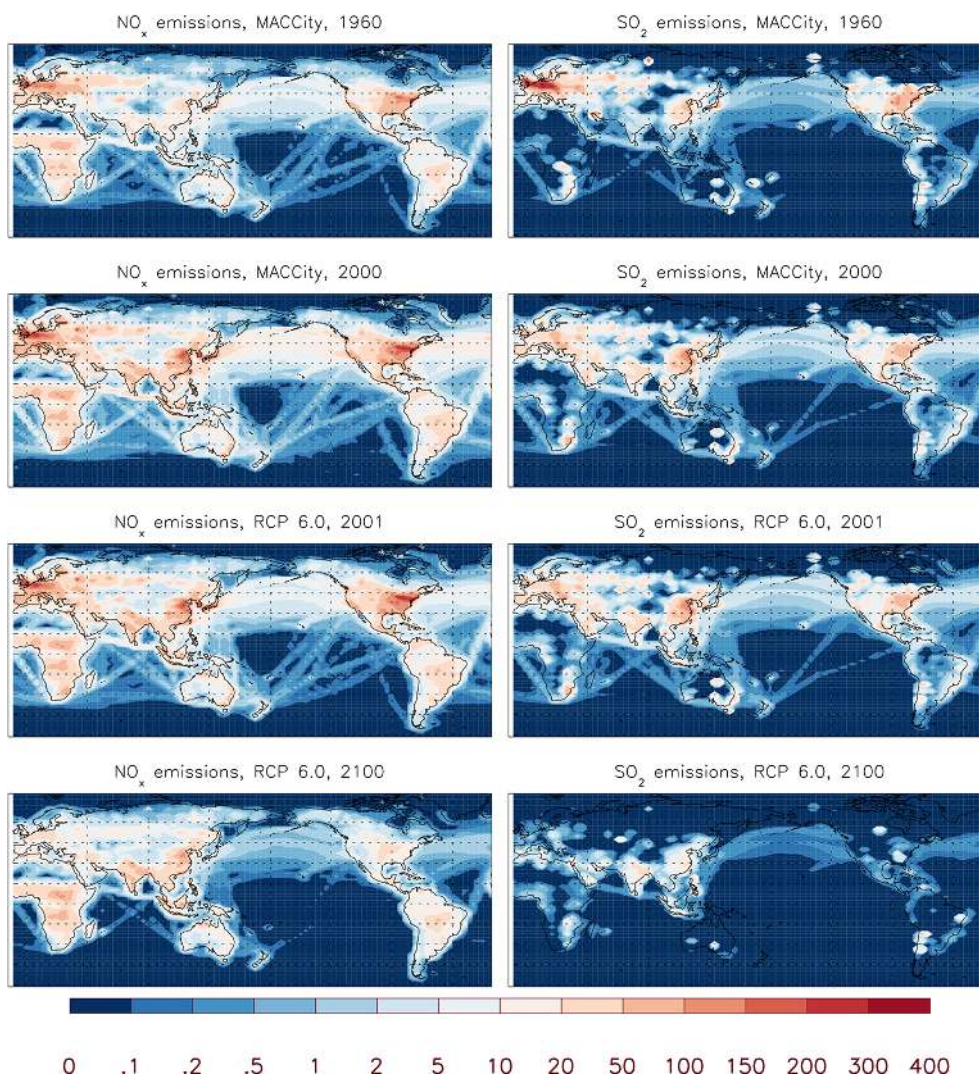 NOx emissions, MACCity, 1960
SO2 emissions, MACCity, 1960
NOx emissions, MACCity, 2000
SO2 emissions, MACCity, 2000
NOx emissions, RCP 6.0, 2001
SO2 emissions, RCP 6.0, 2001
NOx emissions, RCP 6.0, 2100
SO2 emissions, RCP 6.0, 2100
0 .1 .2 .5 1 2 5 10 20 50 100 150 200 300 400